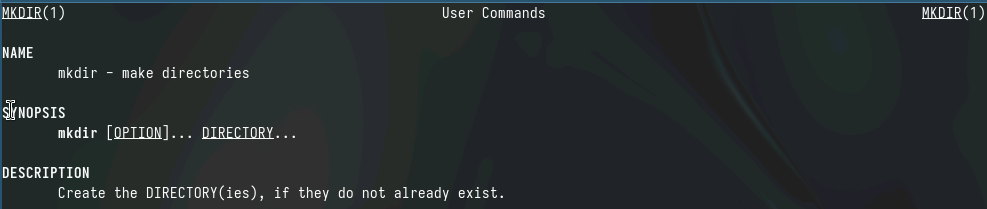 MKDIR(1) User Commands MKDIR(1)
NAME
mkdir - make directories
SYNOPSIS
mkdir [OPTION]... DIRECTORY...
DESCRIPTION
Create the DIRECTORY(ies), if they do not already exist.